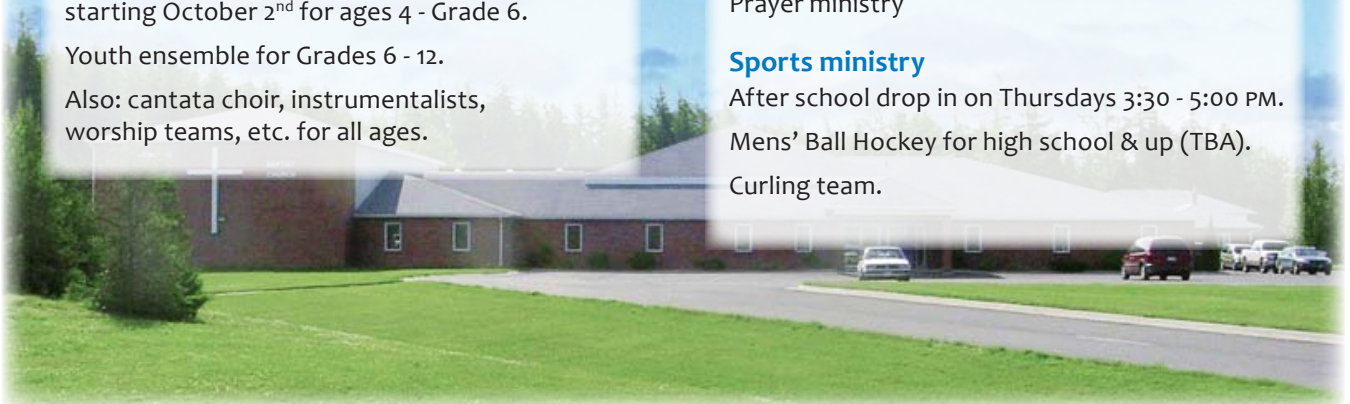 starting October 2nd for ages 4 - Grade 6.
Youth ensemble for Grades 6 - 12.
Also: cantata choir, instrumentalists,
worship teams, etc. for all ages.
Prayer ministry
Sports ministry
After school drop in on Thursdays 3:30 - 5:00 PM.
Mens' Ball Hockey for high school & up (TBA).
Curling team.
BAPTIST
CHURCH